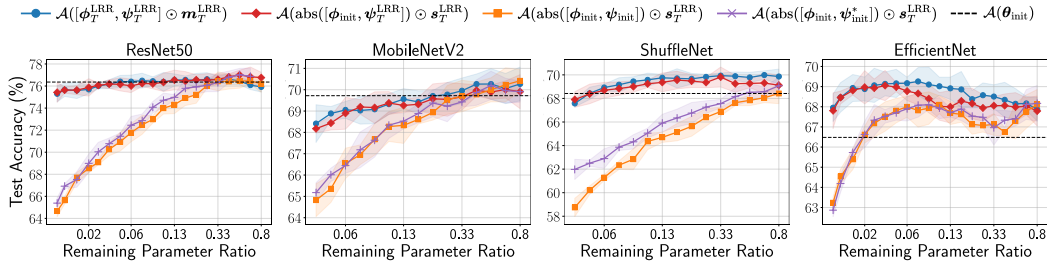 𝒜([ϕ_T^LRR, ψ_T^LRR] ⊙ m_T^LRR) 𝒜(abs([ϕ_init, ψ_T^LRR]) ⊙ s_T^LRR) 𝒜(abs([ϕ_init, ψ_init]) ⊙ s_T^LRR) 𝒜(abs([ϕ_init, ψ*_init]) ⊙ s_T^LRR) 𝒜(θ_init)
ResNet50 MobileNetV2 ShuffleNet EfficientNet
Test Accuracy (%)
78
76
74
72
70
68
66
64
0.02 0.06 0.13 0.33 0.8
Remaining Parameter Ratio
71
70
69
68
67
66
65
64
0.06 0.13 0.33 0.8
Remaining Parameter Ratio
70
68
66
64
62
60
58
0.06 0.13 0.33 0.8
Remaining Parameter Ratio
70
69
68
67
66
65
64
63
0.02 0.06 0.13 0.33 0.8
Remaining Parameter Ratio